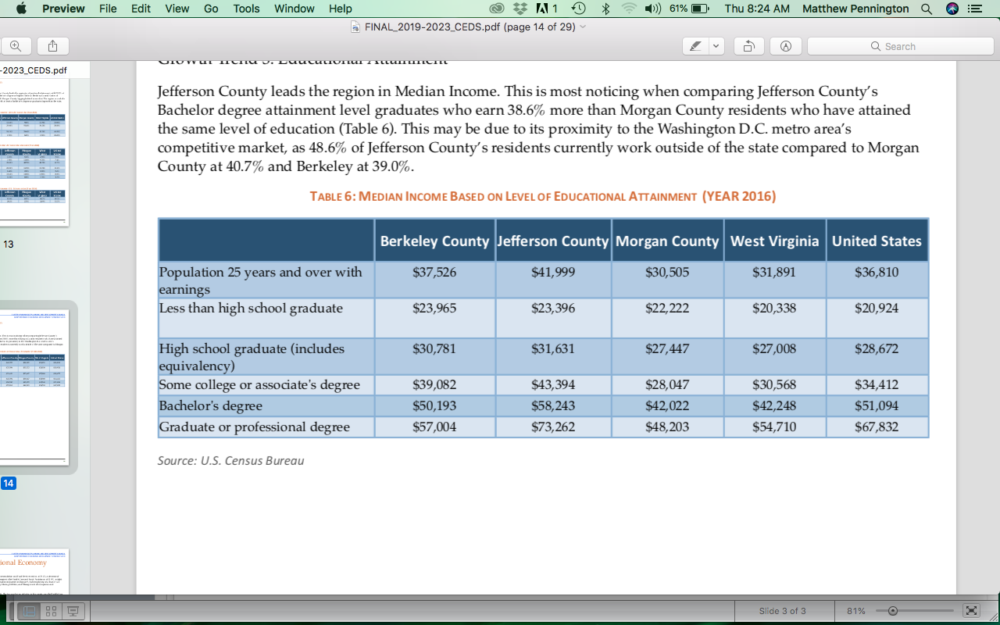 Preview File Edit View Go Tools Window Help 1 61% Thu 8:24 AM Matthew Pennington
FINAL_2019-2023_CEDS.pdf (page 14 of 29)
Search
-2023_CEDS.pdf
Growth Trend 3: Educational Attainment
Jefferson County leads the region in Median Income. This is most noticing when comparing Jefferson County's
Bachelor degree attainment level graduates who earn 38.6% more than Morgan County residents who have attained
the same level of education (Table 6). This may be due to its proximity to the Washington D.C. metro area's
competitive market, as 48.6% of Jefferson County's residents currently work outside of the state compared to Morgan
County at 40.7% and Berkeley at 39.0%.
TABLE 6: MEDIAN INCOME BASED ON LEVEL OF EDUCATIONAL ATTAINMENT (YEAR 2016)
Berkeley County Jefferson County Morgan County West Virginia United States
Population 25 years and over with
earnings $37,526 $41,999 $30,505 $31,891 $36,810
Less than high school graduate $23,965 $23,396 $22,222 $20,338 $20,924
High school graduate (includes
equivalency) $30,781 $31,631 $27,447 $27,008 $28,672
Some college or associate's degree $39,082 $43,394 $28,047 $30,568 $34,412
Bachelor's degree $50,193 $58,243 $42,022 $42,248 $51,094
Graduate or professional degree $57,004 $73,262 $48,203 $54,710 $67,832
Source: U.S. Census Bureau
13
14
ional Economy
Slide 3 of 3 81%